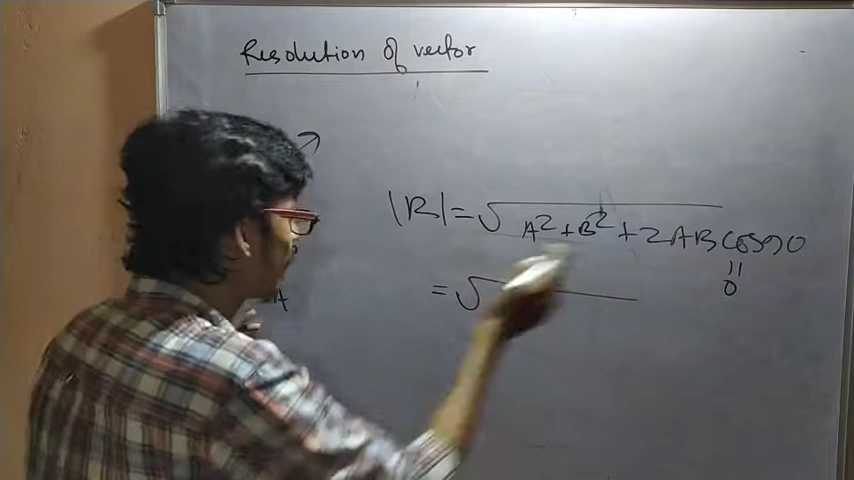 Resolution of vector
|R| = √A²+B²+2ABcos90
||
0
= √
A